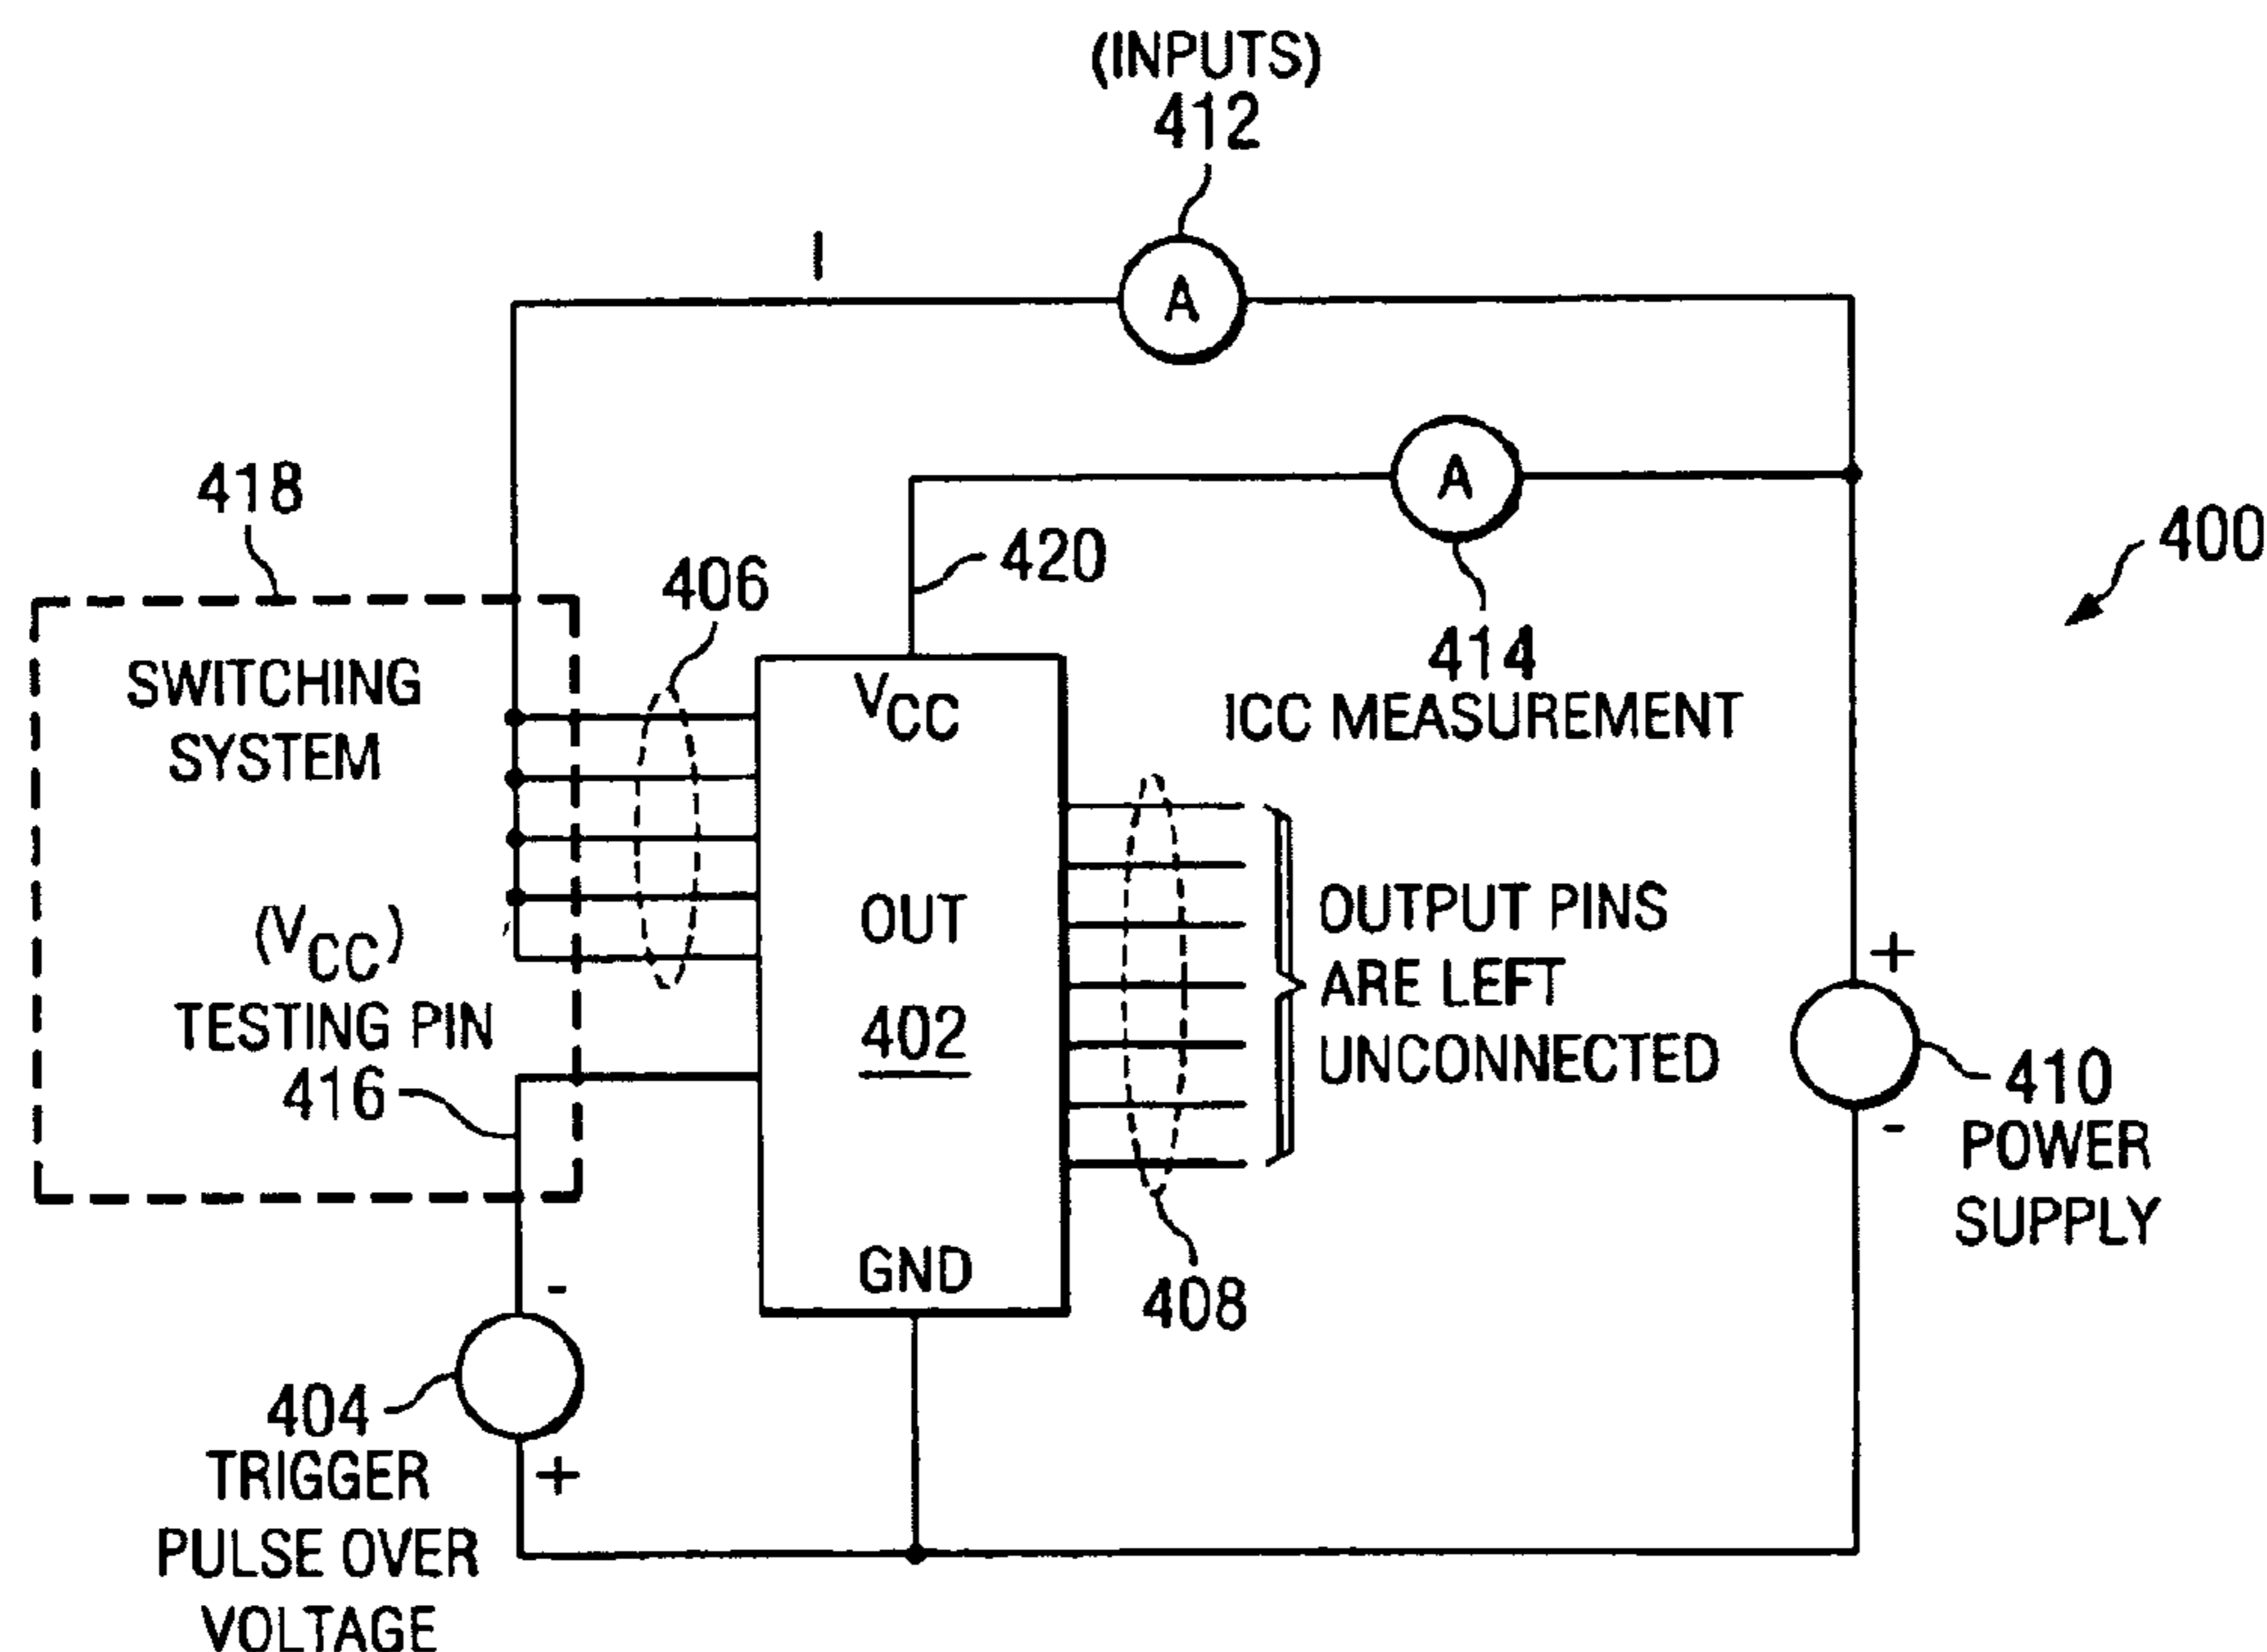 (INPUTS)
412
I
A
A
418
420
400
406
414
ICC MEASUREMENT
SWITCHING
SYSTEM
VCC
(VCC)
TESTING PIN
416
OUT
402
OUTPUT PINS
ARE LEFT
UNCONNECTED
+
-
410
POWER
SUPPLY
GND
408
-
404
+
TRIGGER
PULSE OVER
VOLTAGE